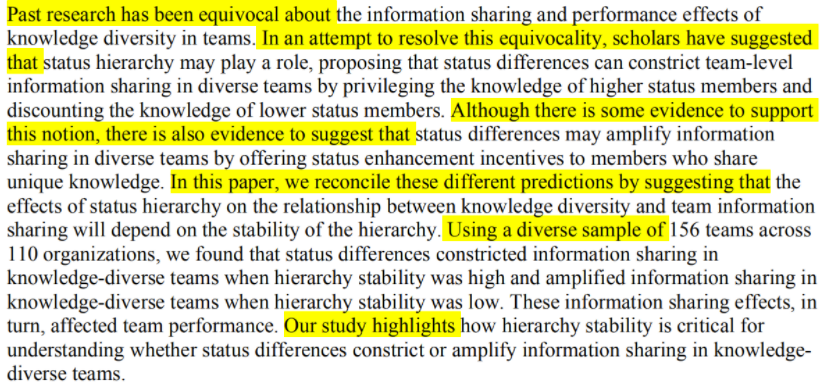 Past research has been equivocal about the information sharing and performance effects of
knowledge diversity in teams. In an attempt to resolve this equivocality, scholars have suggested
that status hierarchy may play a role, proposing that status differences can constrict team-level
information sharing in diverse teams by privileging the knowledge of higher status members and
discounting the knowledge of lower status members. Although there is some evidence to support
this notion, there is also evidence to suggest that status differences may amplify information
sharing in diverse teams by offering status enhancement incentives to members who share
unique knowledge. In this paper, we reconcile these different predictions by suggesting that the
effects of status hierarchy on the relationship between knowledge diversity and team information
sharing will depend on the stability of the hierarchy. Using a diverse sample of 156 teams across
110 organizations, we found that status differences constricted information sharing in
knowledge-diverse teams when hierarchy stability was high and amplified information sharing in
knowledge-diverse teams when hierarchy stability was low. These information sharing effects, in
turn, affected team performance. Our study highlights how hierarchy stability is critical for
understanding whether status differences constrict or amplify information sharing in knowledge-
diverse teams.